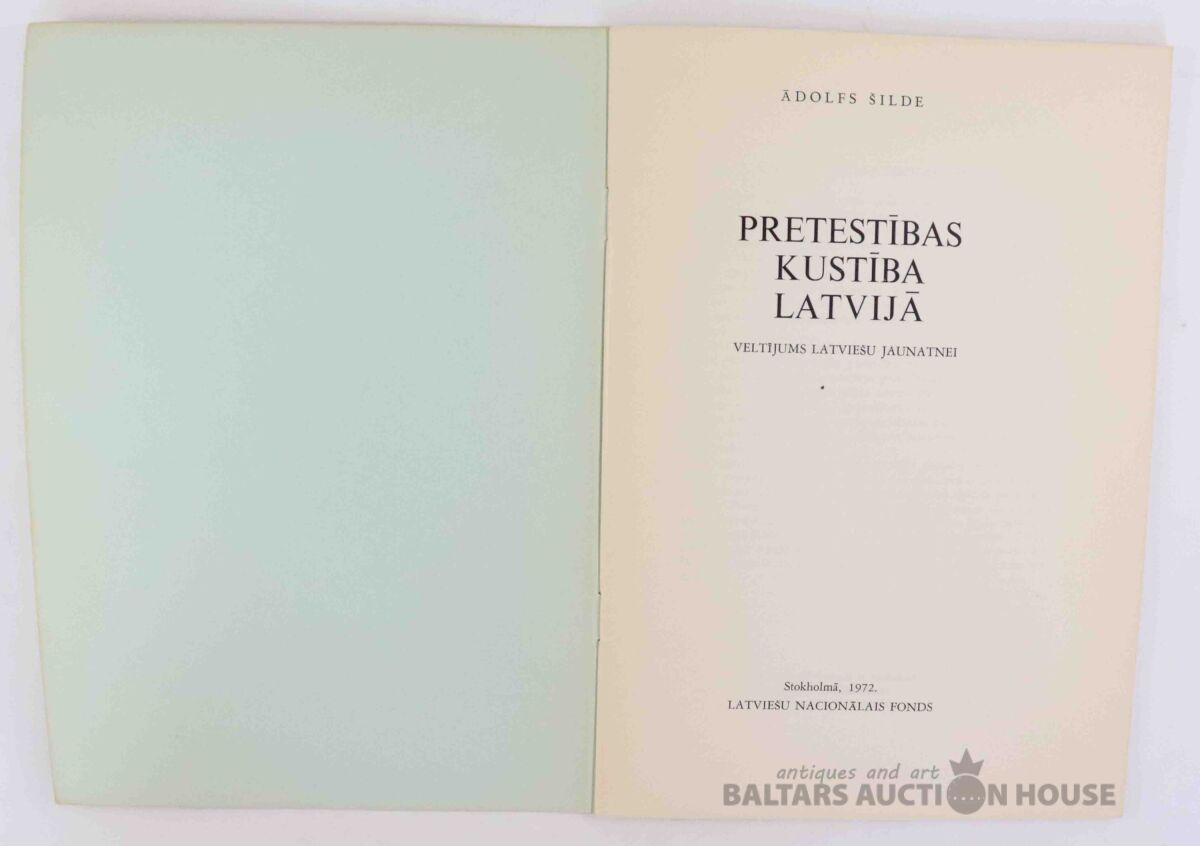 ĀDOLFS ŠILDE
PRETESTĪBAS
KUSTĪBA
LATVIJĀ
VELTĪJUMS LATVIEŠU JAUNATNEI
Stokholmā, 1972.
LATVIEŠU NACIONĀLAIS FONDS
antiques and art
BALTARS AUCTION HOUSE